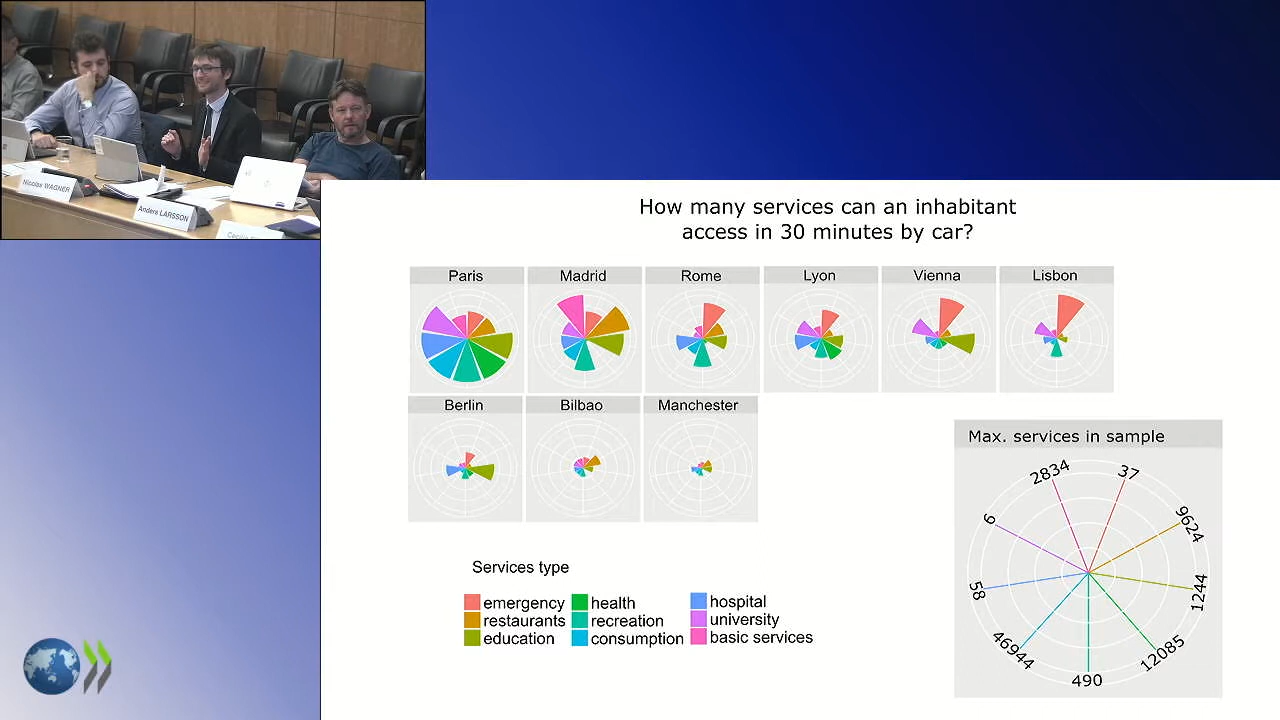 Nicolas WAGNER
Anders LARSSON
How many services can an inhabitant
access in 30 minutes by car?
Paris
Madrid
Rome
Lyon
Vienna
Lisbon
Berlin
Bilbao
Manchester
Max. services in sample
2834
37
9624
1244
12085
490
46944
58
6
Services type
emergency
restaurants
education
health
recreation
consumption
hospital
university
basic services